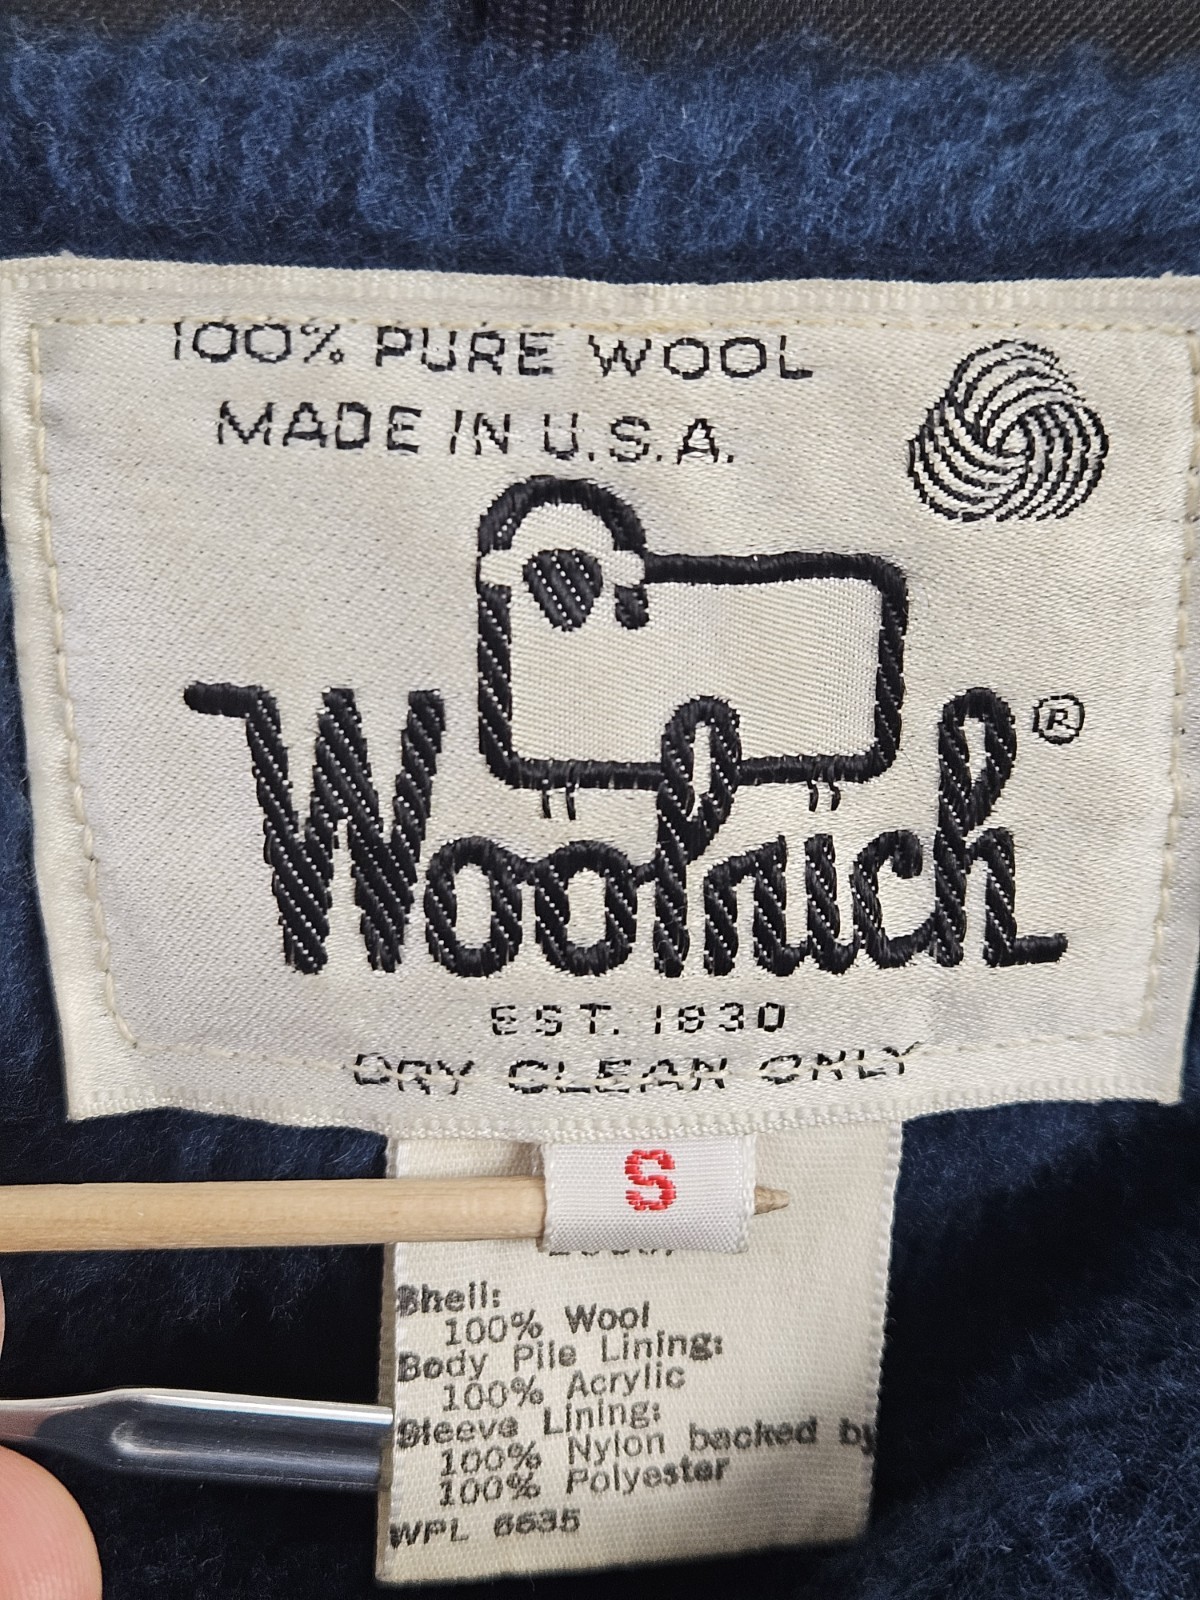 100% PURE WOOL
MADE IN U.S.A.
Woolrich®
EST. 1830
DRY CLEAN ONLY
S
Shell:
100% Wool
Body Pile Lining:
100% Acrylic
Sleeve Lining:
100% Nylon backed by
100% Polyester
WPL 6635